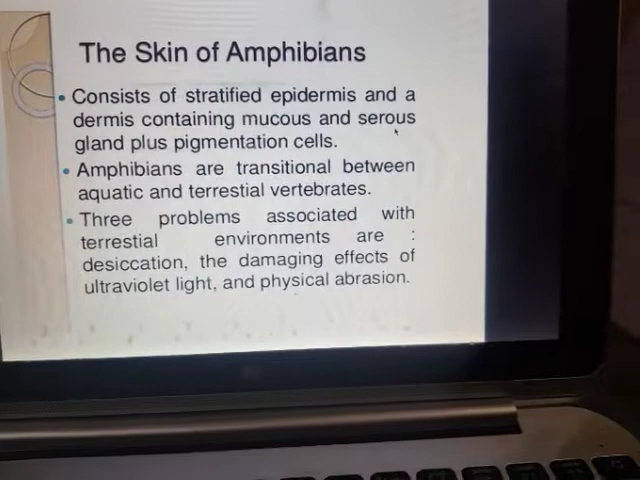 The Skin of Amphibians
• Consists of stratified epidermis and a
dermis containing mucous and serous
gland plus pigmentation cells.
• Amphibians are transitional between
aquatic and terrestial vertebrates.
• Three problems associated with
terrestial environments are :
desiccation, the damaging effects of
ultraviolet light, and physical abrasion.